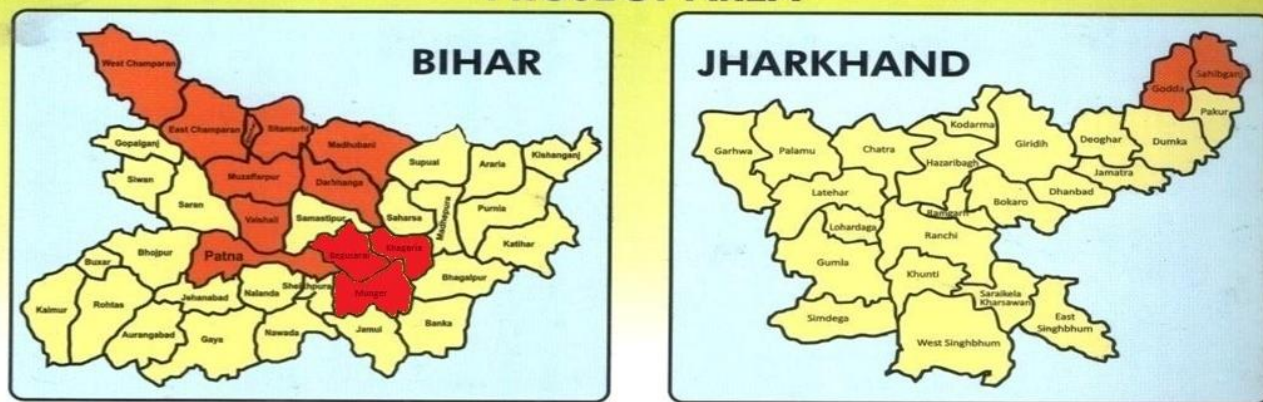 BIHAR
West Champaran
East Champaran
Sitamarhi
Madhubani
Gopalganj
Siwan
Muzaffarpur
Darbhanga
Supual
Araria
Kishanganj
Saran
Vaishali
Samastipur
Saharsa
Madhepura
Purnia
Katihar
Buxar
Bhojpur
Patna
Begusarai
Khagaria
Bhagalpur
Kaimur
Rohtas
Jehanabad
Nalanda
Sheikhpura
Munger
Aurangabad
Gaya
Nawada
Jamui
Banka
JHARKHAND
Sahibganj
Godda
Pakur
Garhwa
Palamu
Chatra
Kodarma
Hazaribagh
Giridih
Deoghar
Dumka
Jamatra
Latehar
Ramgarh
Bokaro
Dhanbad
Lohardaga
Ranchi
Gumla
Khunti
Simdega
Saraikela
Kharsawan
East
Singhbhum
West Singhbhum